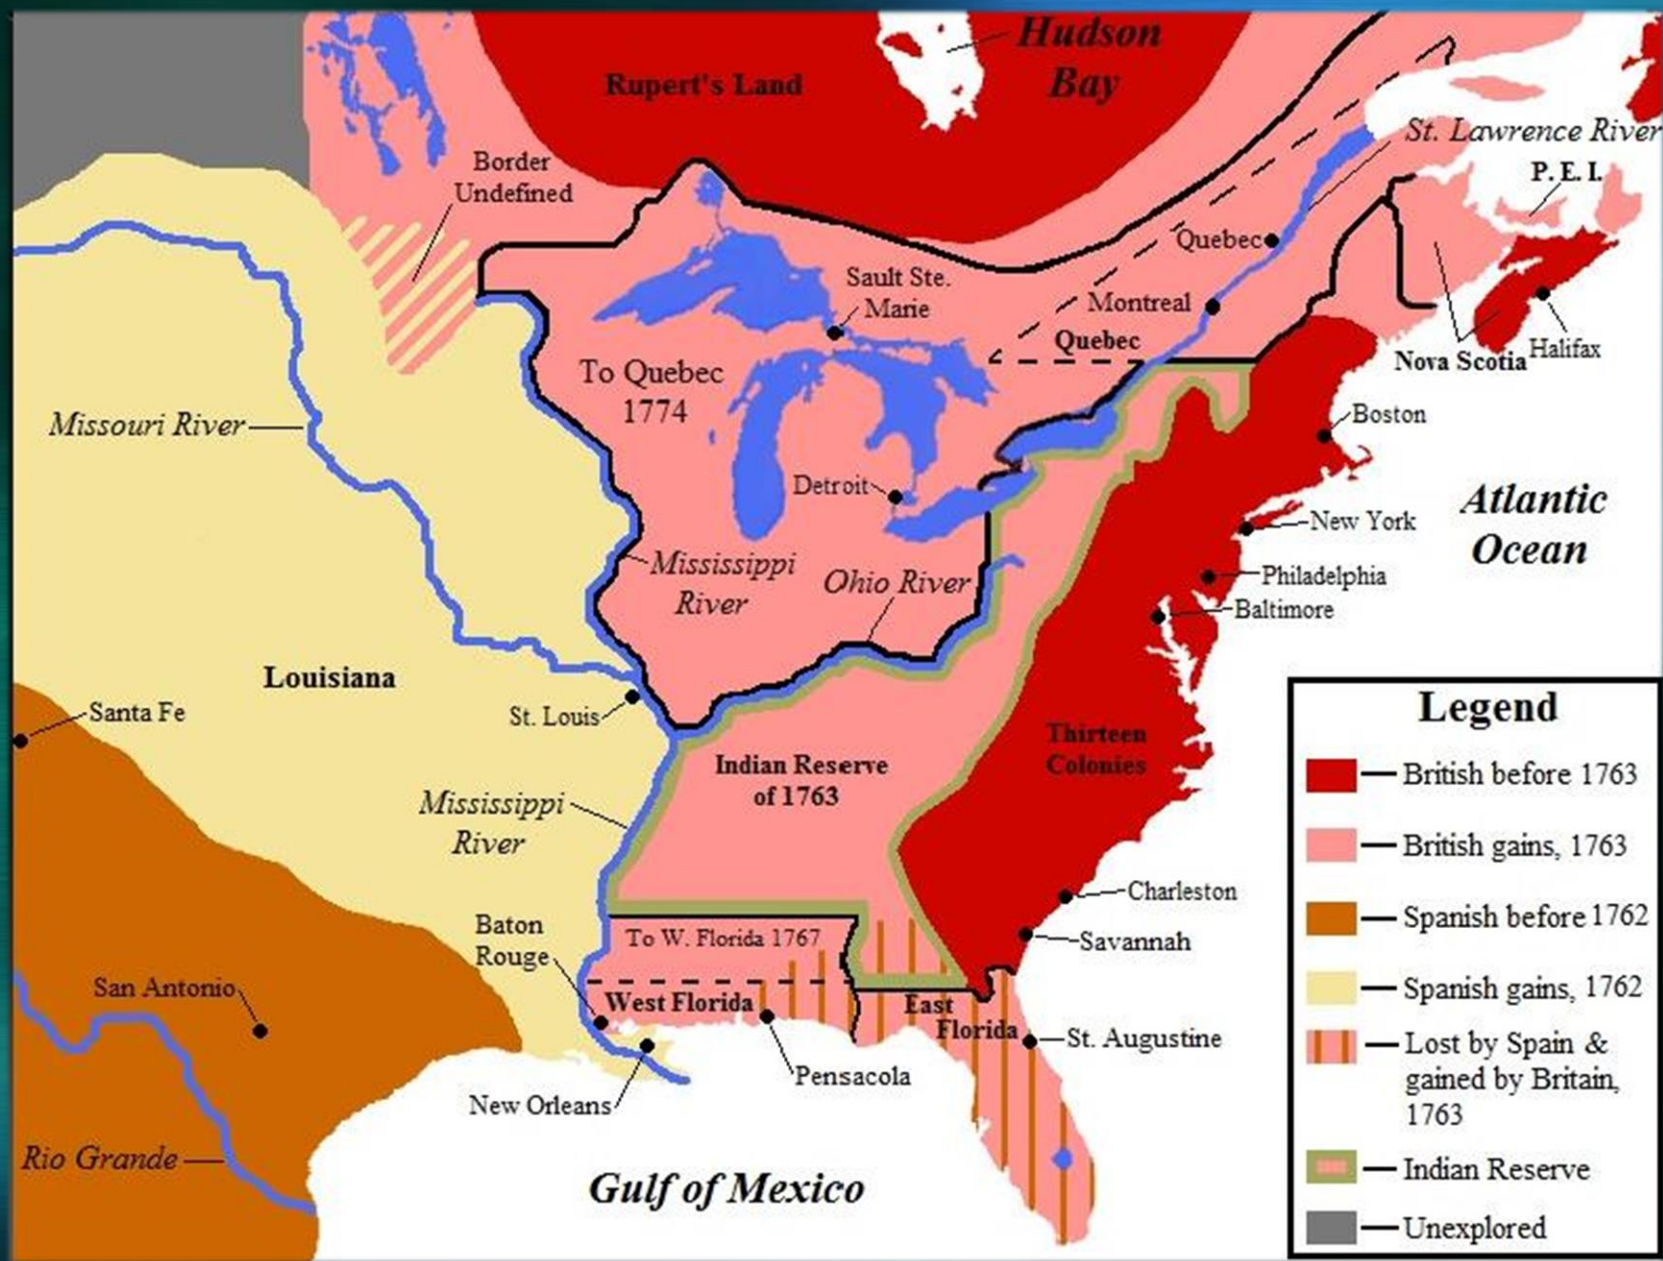 Hudson
Bay
Rupert's Land
St. Lawrence River
Border
Undefined
P. E. I.
Quebec
Sault Ste.
Marie
Montreal
Quebec
Nova Scotia
Halifax
To Quebec
1774
Missouri River
Boston
Detroit
Atlantic
Ocean
New York
Mississippi
River
Ohio River
Philadelphia
Baltimore
Louisiana
Santa Fe
St. Louis
Thirteen
Colonies
Indian Reserve
of 1763
Mississippi
River
Charleston
Baton
Rouge
To W. Florida 1767
Savannah
San Antonio
West Florida
East
Florida
St. Augustine
Pensacola
New Orleans
Rio Grande
Gulf of Mexico
Legend
British before 1763
British gains, 1763
Spanish before 1762
Spanish gains, 1762
Lost by Spain &
gained by Britain,
1763
Indian Reserve
Unexplored